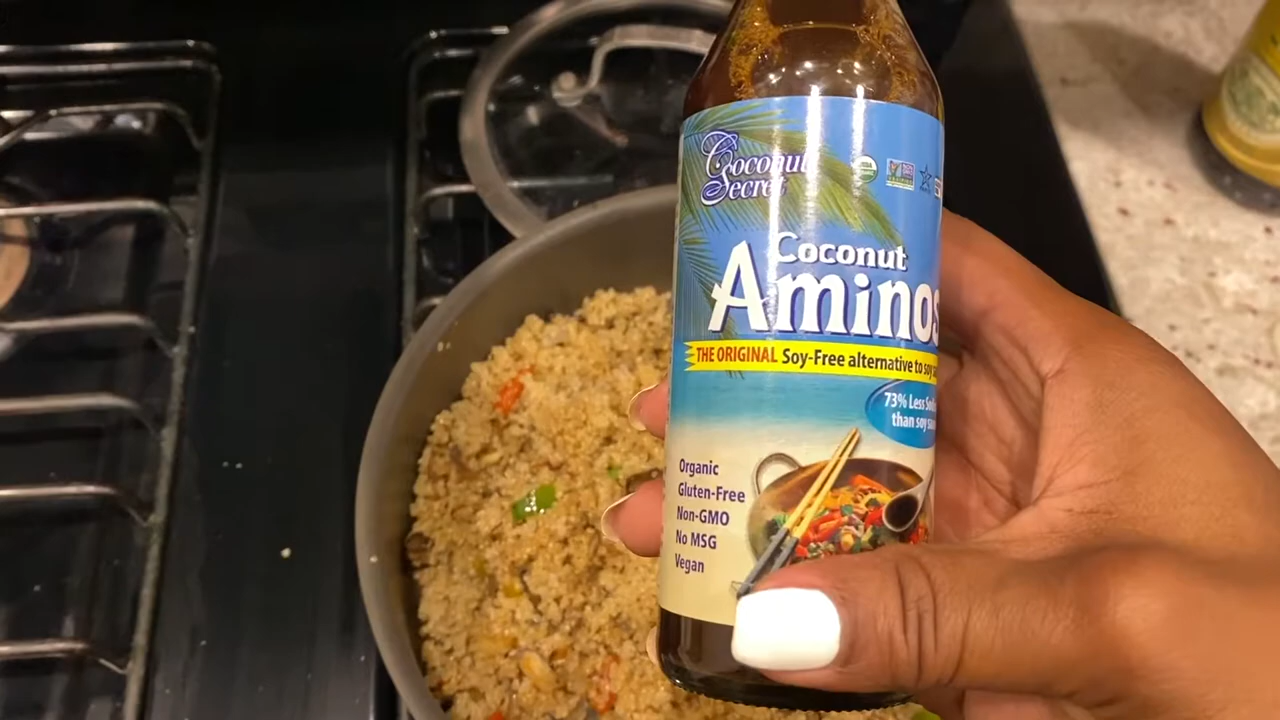 Coconut
Secret
USDA
Coconut
Aminos
THE ORIGINAL Soy-Free alternative to soy
73% Less
than soy
Organic
Gluten-Free
Non-GMO
No MSG
Vegan